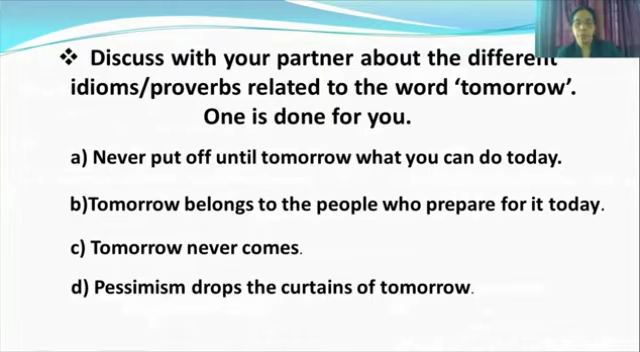 ❖ Discuss with your partner about the different
idioms/proverbs related to the word ‘tomorrow’.
One is done for you.
a) Never put off until tomorrow what you can do today.
b)Tomorrow belongs to the people who prepare for it today.
c) Tomorrow never comes.
d) Pessimism drops the curtains of tomorrow.